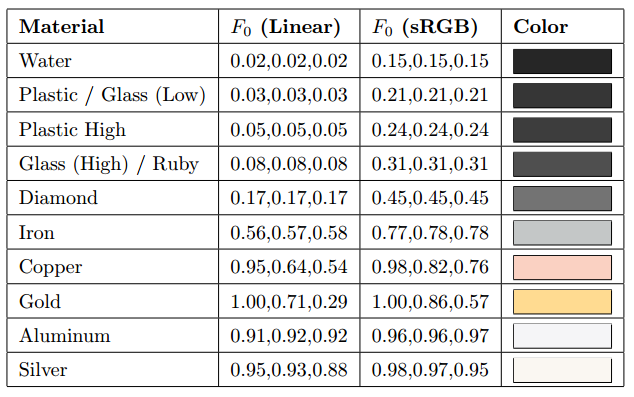 Material F₀ (Linear) F₀ (sRGB) Color
Water 0.02,0.02,0.02 0.15,0.15,0.15
Plastic / Glass (Low) 0.03,0.03,0.03 0.21,0.21,0.21
Plastic High 0.05,0.05,0.05 0.24,0.24,0.24
Glass (High) / Ruby 0.08,0.08,0.08 0.31,0.31,0.31
Diamond 0.17,0.17,0.17 0.45,0.45,0.45
Iron 0.56,0.57,0.58 0.77,0.78,0.78
Copper 0.95,0.64,0.54 0.98,0.82,0.76
Gold 1.00,0.71,0.29 1.00,0.86,0.57
Aluminum 0.91,0.92,0.92 0.96,0.96,0.97
Silver 0.95,0.93,0.88 0.98,0.97,0.95